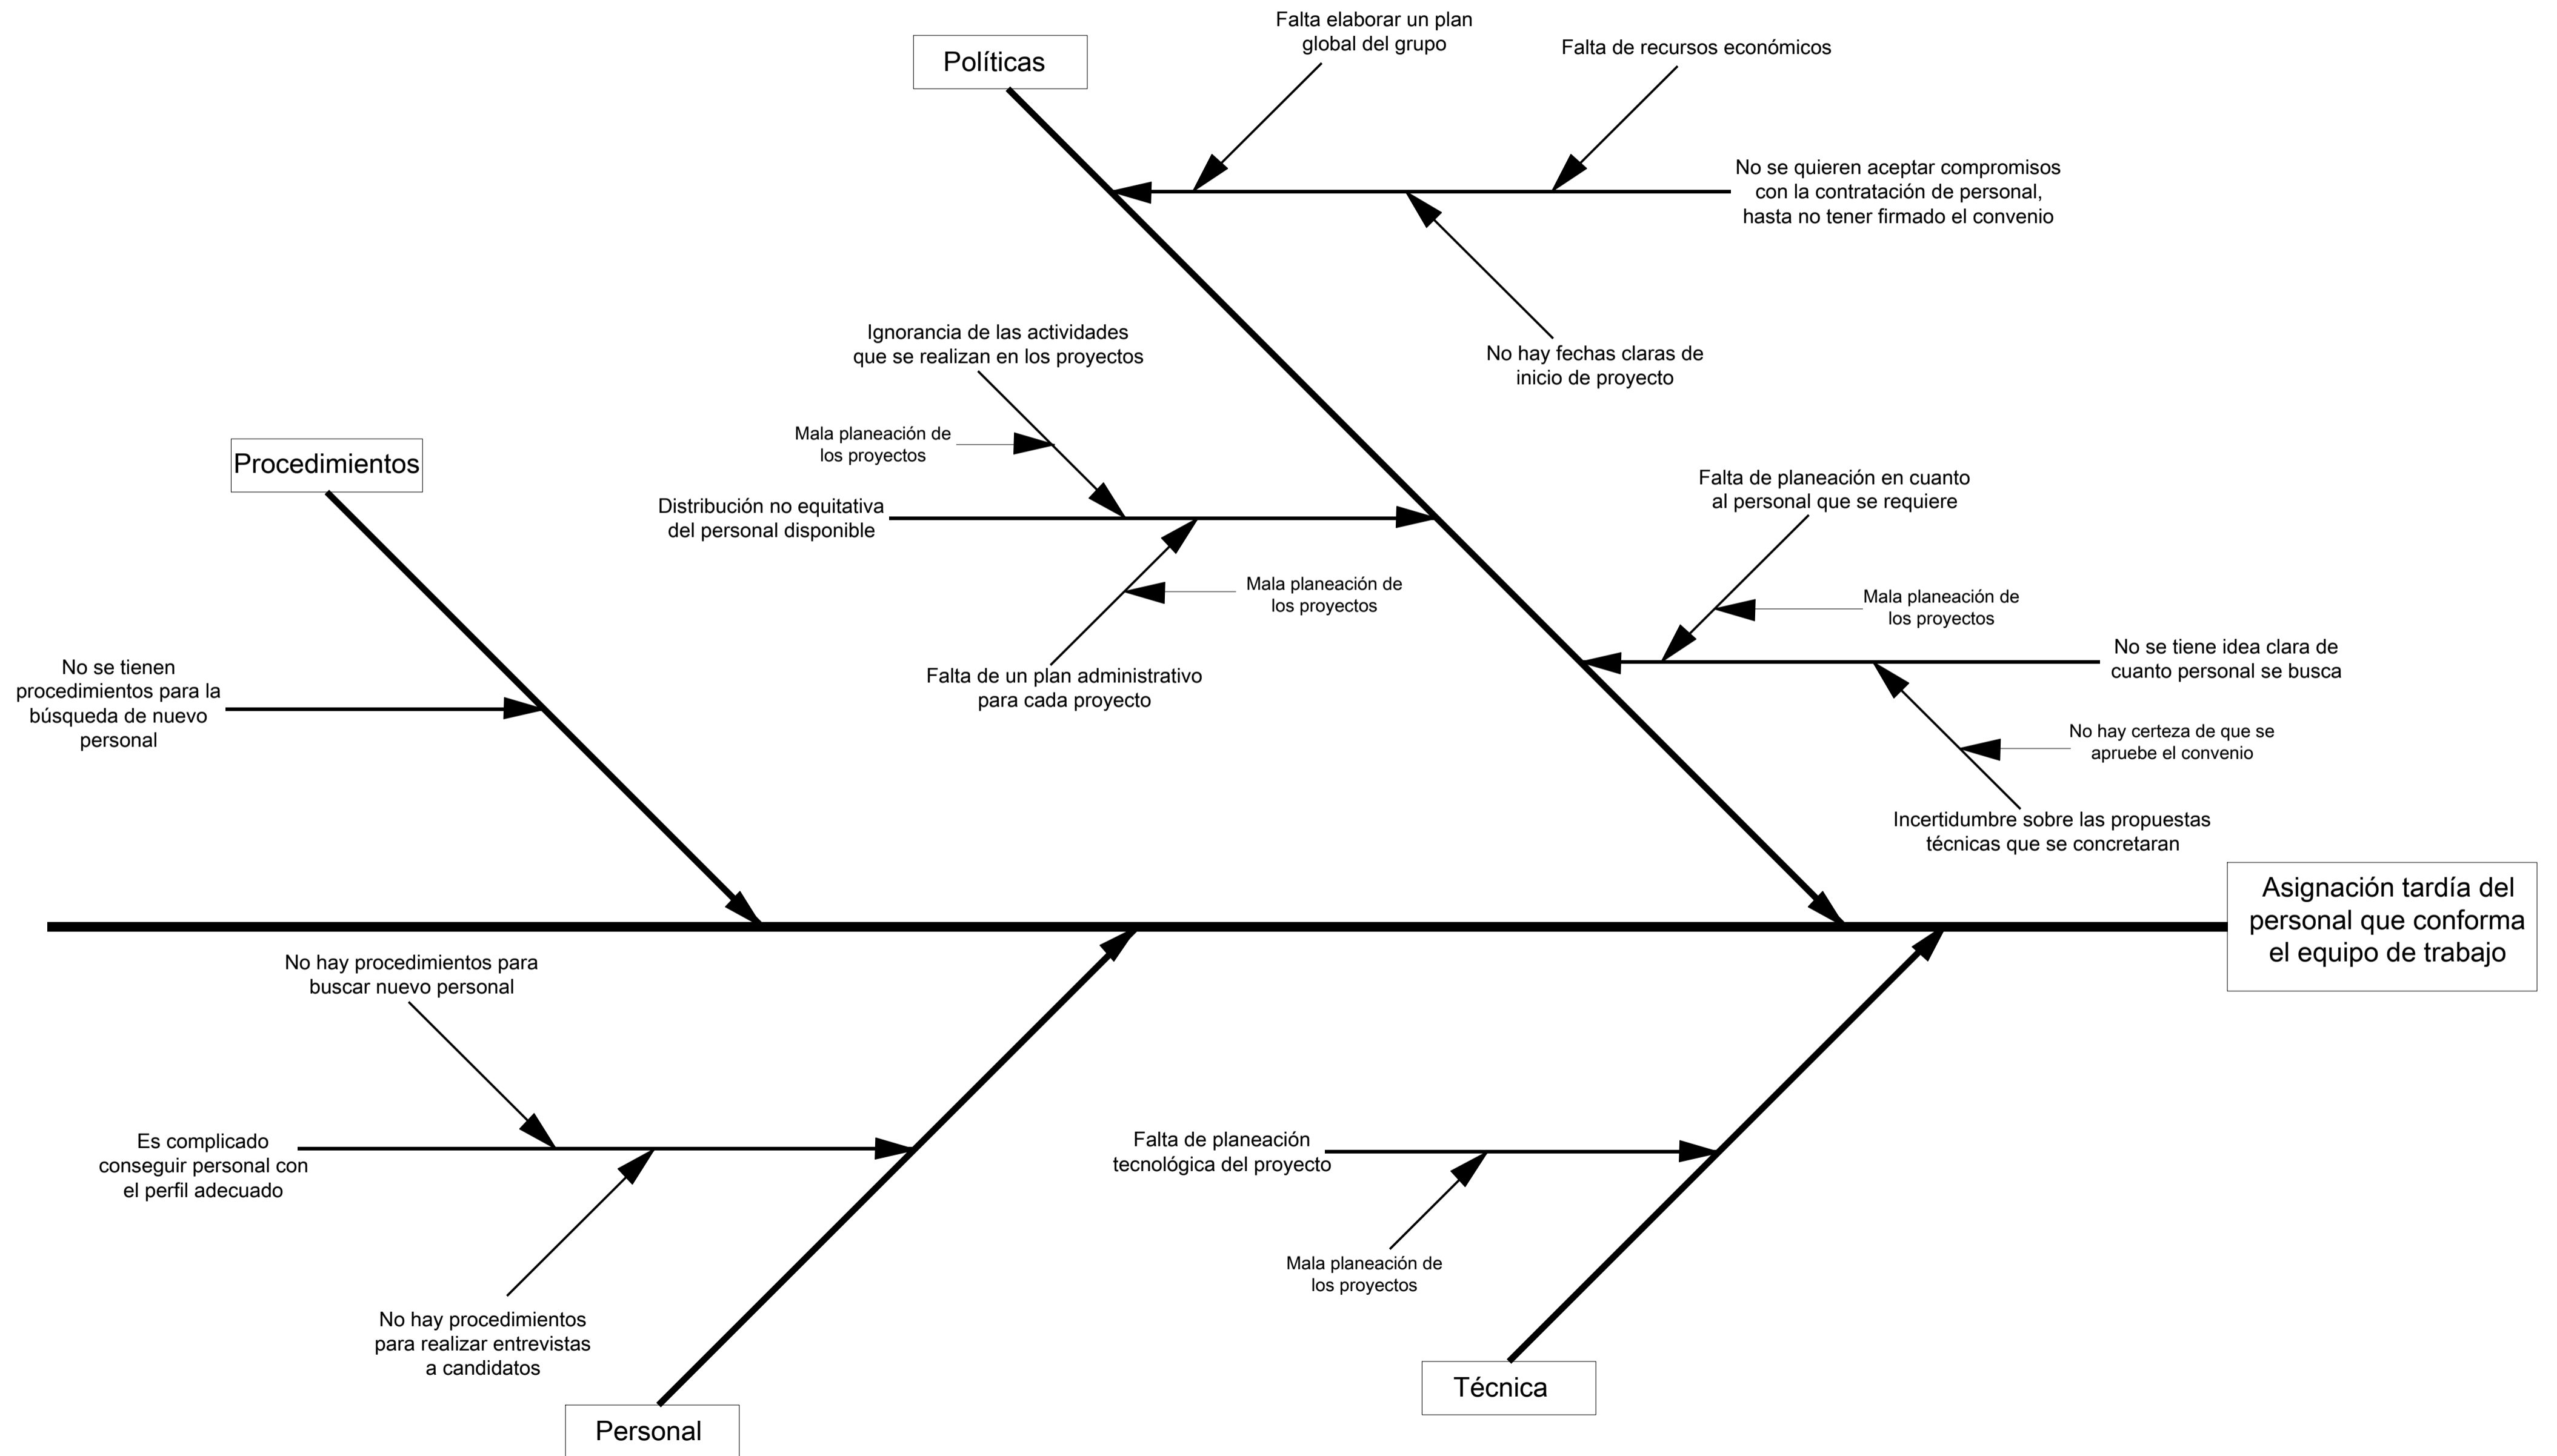 Falta elaborar un plan
global del grupo
Falta de recursos económicos
Políticas
No se quieren aceptar compromisos
con la contratación de personal,
hasta no tener firmado el convenio
Ignorancia de las actividades
que se realizan en los proyectos
No hay fechas claras de
inicio de proyecto
Mala planeación de
los proyectos
Procedimientos
Falta de planeación en cuanto
al personal que se requiere
Distribución no equitativa
del personal disponible
Mala planeación de
los proyectos
Mala planeación de
los proyectos
No se tiene idea clara de
cuanto personal se busca
No se tienen
procedimientos para la
búsqueda de nuevo
personal
Falta de un plan administrativo
para cada proyecto
No hay certeza de que se
apruebe el convenio
Incertidumbre sobre las propuestas
técnicas que se concretaran
Asignación tardía del
personal que conforma
el equipo de trabajo
No hay procedimientos para
buscar nuevo personal
Es complicado
conseguir personal con
el perfil adecuado
Falta de planeación
tecnológica del proyecto
Mala planeación de
los proyectos
No hay procedimientos
para realizar entrevistas
a candidatos
Técnica
Personal